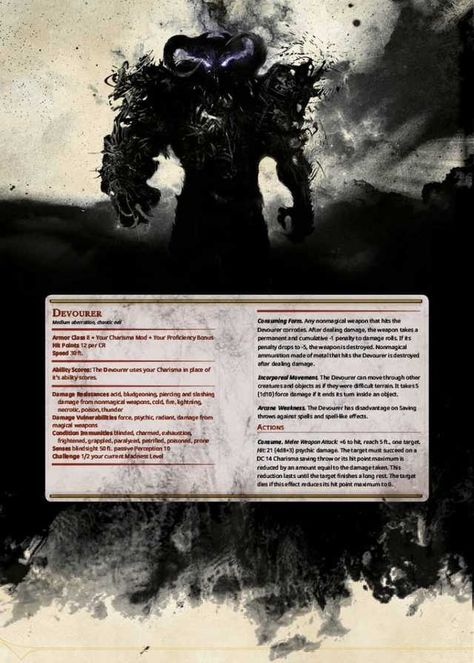 DEVOURER
Medium aberration, chaotic evil
Armor Class 8 + Your Charisma Mod + Your Proficiency Bonus
Hit Points 12 per CR
Speed 30 ft.
Ability Scores: The Devourer uses your Charisma in place of
it's ability scores.
Damage Resistances acid, bludgeoning, piercing and slashing
damage from nonmagical weapons, cold, fire, lightning,
necrotic, poison, thunder
Damage Vulnerabilities force, psychic, radiant, damage from
magical weapons
Condition Immunities blinded, charmed, exhaustion,
frightened, grappled, paralyzed, petrified, poisoned, prone
Senses blindsight 50 ft. passive Perception 10
Challenge 1/2 your current Madness Level
Consuming Form. Any nonmagical weapon that hits the
Devourer corrodes. After dealing damage, the weapon takes a
permanent and cumulative -1 penalty to damage rolls. If its
penalty drops to -5, the weapon is destroyed. Nonmagical
ammunition made of metal that hits the Devourer is destroyed
after dealing damage.
Incorporeal Movement. The Devourer can move through other
creatures and objects as if they were difficult terrain. It takes 5
(1d10) force damage if it ends its turn inside an object.
Arcane Weakness. The Devourer has disadvantage on Saving
throws against spells and spell-like effects.
ACTIONS
Consume. Melee Weapon Attack: +6 to hit, reach 5 ft., one target.
Hit: 21 (4d8+3) psychic damage. The target must succeed on a
DC 14 Charisma saving throw or its hit point maximum is
reduced by an amount equal to the damage taken. This
reduction lasts until the target finishes a long rest. The target
dies if this effect reduces its hit point maximum to 0.